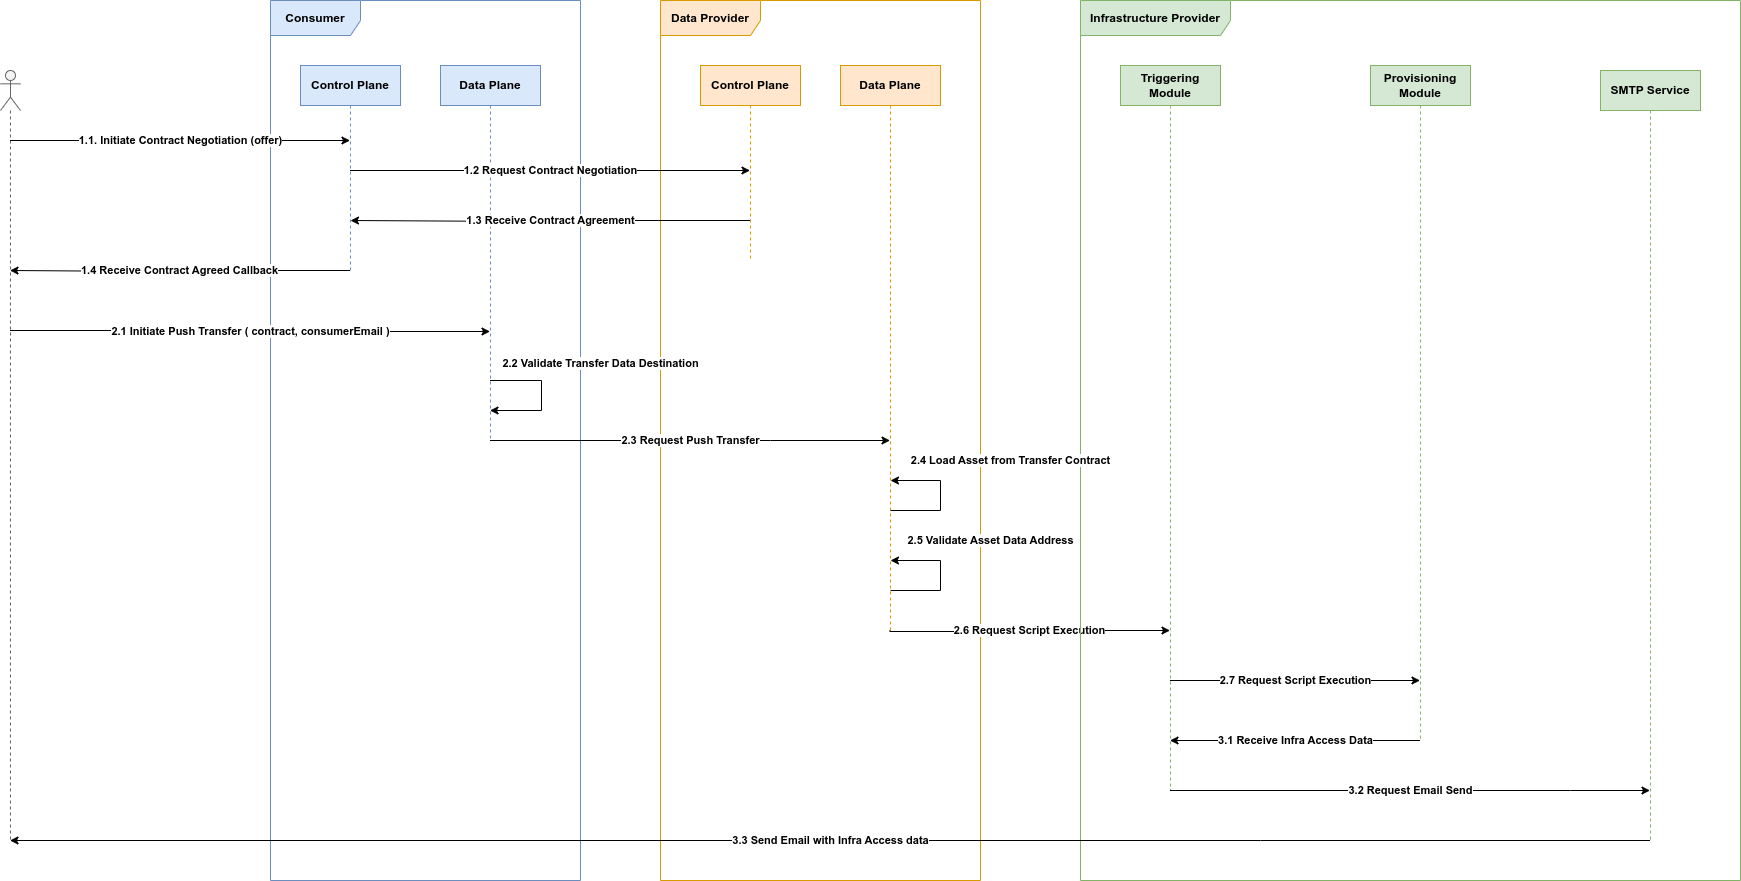 Consumer
Data Provider
Infrastructure Provider
Control Plane
Data Plane
Control Plane
Data Plane
Triggering
Module
Provisioning
Module
SMTP Service
1.1. Initiate Contract Negotiation (offer)
1.2 Request Contract Negotiation
1.3 Receive Contract Agreement
1.4 Receive Contract Agreed Callback
2.1 Initiate Push Transfer ( contract, consumerEmail )
2.2 Validate Transfer Data Destination
2.3 Request Push Transfer
2.4 Load Asset from Transfer Contract
2.5 Validate Asset Data Address
2.6 Request Script Execution
2.7 Request Script Execution
3.1 Receive Infra Access Data
3.2 Request Email Send
3.3 Send Email with Infra Access data